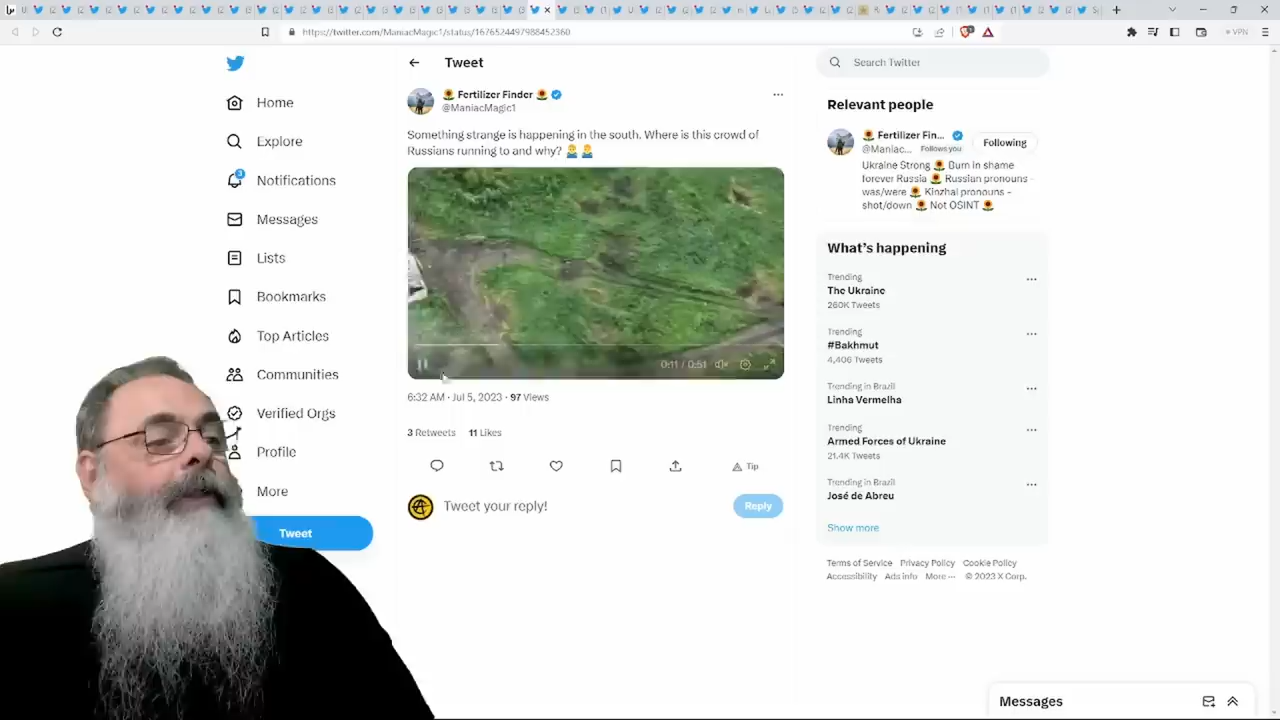 https://twitter.com/ManiacMagic1/status/1676524497988452360
VPN
Home
Explore
3
Notifications
Messages
Lists
Bookmarks
Top Articles
Communities
Verified Orgs
Profile
More
Tweet
Tweet
🌻 Fertilizer Finder 🌻
@ManiacMagic1
Something strange is happening in the south. Where is this crowd of
Russians running to and why?
0:11 / 0:51
6:32 AM · Jul 5, 2023 · 97 Views
3 Retweets 11 Likes
Tip
Tweet your reply!
Reply
Search Twitter
Relevant people
🌻 Fertilizer Fin...
@Maniac... Follows you
Following
Ukraine Strong 🌻 Burn in shame
forever Russia 🌻 Russian pronouns -
was/were 🌻 Kinzhal pronouns -
shot/down 🌻 Not OSINT 🌻
What's happening
Trending
The Ukraine
260K Tweets
Trending
#Bakhmut
4,406 Tweets
Trending in Brazil
Linha Vermelha
Trending
Armed Forces of Ukraine
21.4K Tweets
Trending in Brazil
José de Abreu
Show more
Terms of Service Privacy Policy Cookie Policy
Accessibility Ads info More ··· © 2023 X Corp.
Messages